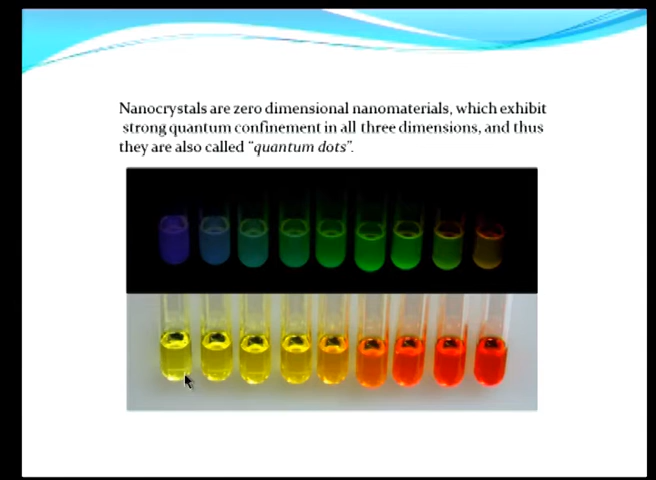 Nanocrystals are zero dimensional nanomaterials, which exhibit
strong quantum confinement in all three dimensions, and thus
they are also called "quantum dots".